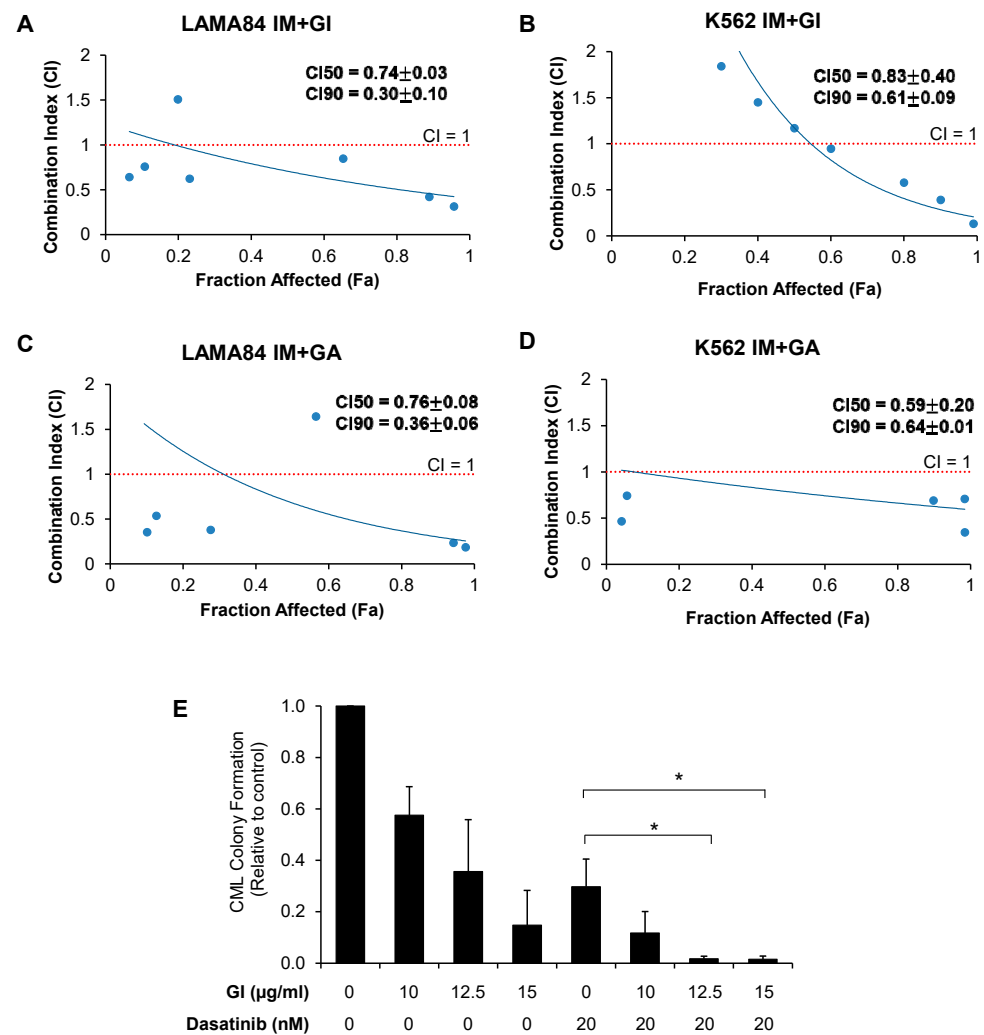 A
LAMA84 IM+GI
Combination Index (CI)
2
1.5
1
0.5
0
CI50 = 0.74±0.03
CI90 = 0.30±0.10
CI = 1
0 0.2 0.4 0.6 0.8 1
Fraction Affected (Fa)
B
K562 IM+GI
Combination Index (CI)
2
1.5
1
0.5
0
CI50 = 0.83±0.40
CI90 = 0.61±0.09
CI = 1
0 0.2 0.4 0.6 0.8 1
Fraction Affected (Fa)
C
LAMA84 IM+GA
Combination Index (CI)
2
1.5
1
0.5
0
CI50 = 0.76±0.08
CI90 = 0.36±0.06
CI = 1
0 0.2 0.4 0.6 0.8 1
Fraction Affected (Fa)
D
K562 IM+GA
Combination Index (CI)
2
1.5
1
0.5
0
CI50 = 0.59±0.20
CI90 = 0.64±0.01
CI = 1
0 0.2 0.4 0.6 0.8 1
Fraction Affected (Fa)
E
CML Colony Formation
(Relative to control)
1.0
0.8
0.6
0.4
0.2
0.0
*
*
GI (µg/ml) 0 10 12.5 15 0 10 12.5 15
Dasatinib (nM) 0 0 0 0 20 20 20 20